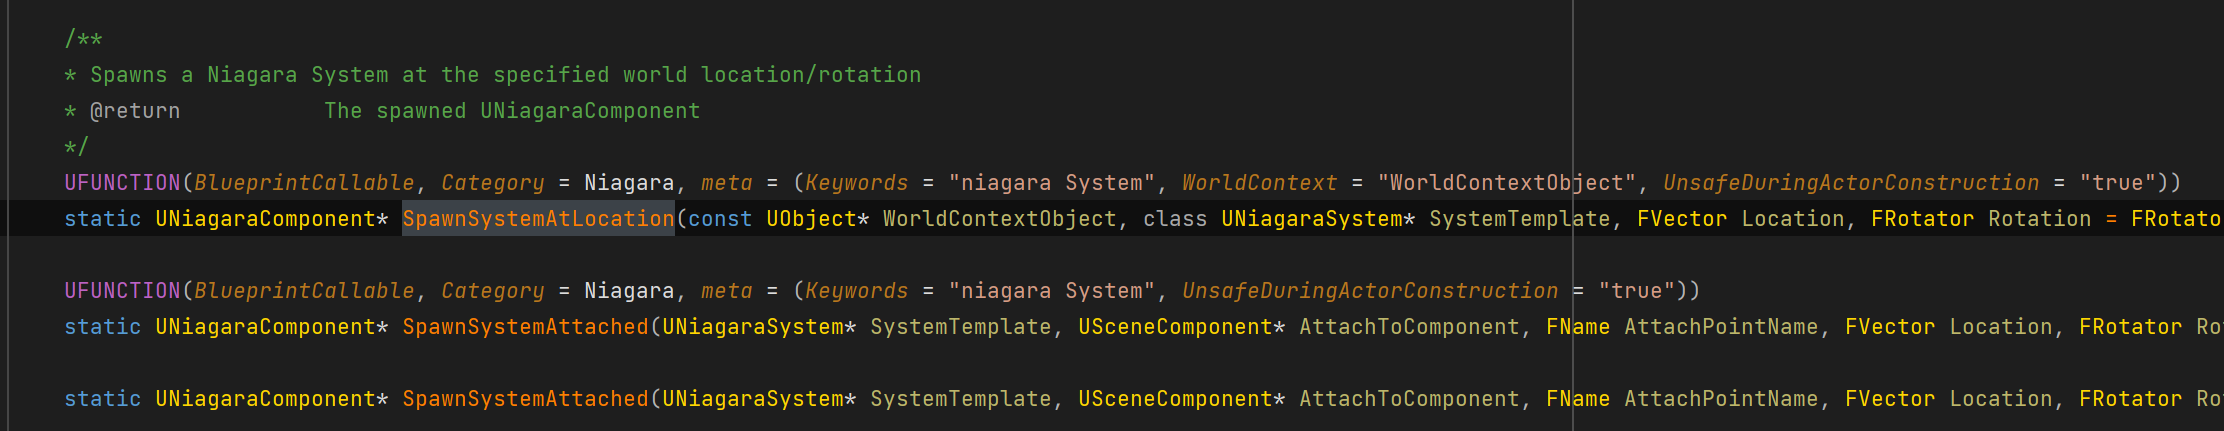 /**
* Spawns a Niagara System at the specified world location/rotation
* @return The spawned UNiagaraComponent
*/
UFUNCTION(BlueprintCallable, Category = Niagara, meta = (Keywords = "niagara System", WorldContext = "WorldContextObject", UnsafeDuringActorConstruction = "true"))
static UNiagaraComponent* SpawnSystemAtLocation(const UObject* WorldContextObject, class UNiagaraSystem* SystemTemplate, FVector Location, FRotator Rotation = FRotato
UFUNCTION(BlueprintCallable, Category = Niagara, meta = (Keywords = "niagara System", UnsafeDuringActorConstruction = "true"))
static UNiagaraComponent* SpawnSystemAttached(UNiagaraSystem* SystemTemplate, USceneComponent* AttachToComponent, FName AttachPointName, FVector Location, FRotator Ro
static UNiagaraComponent* SpawnSystemAttached(UNiagaraSystem* SystemTemplate, USceneComponent* AttachToComponent, FName AttachPointName, FVector Location, FRotator Ro